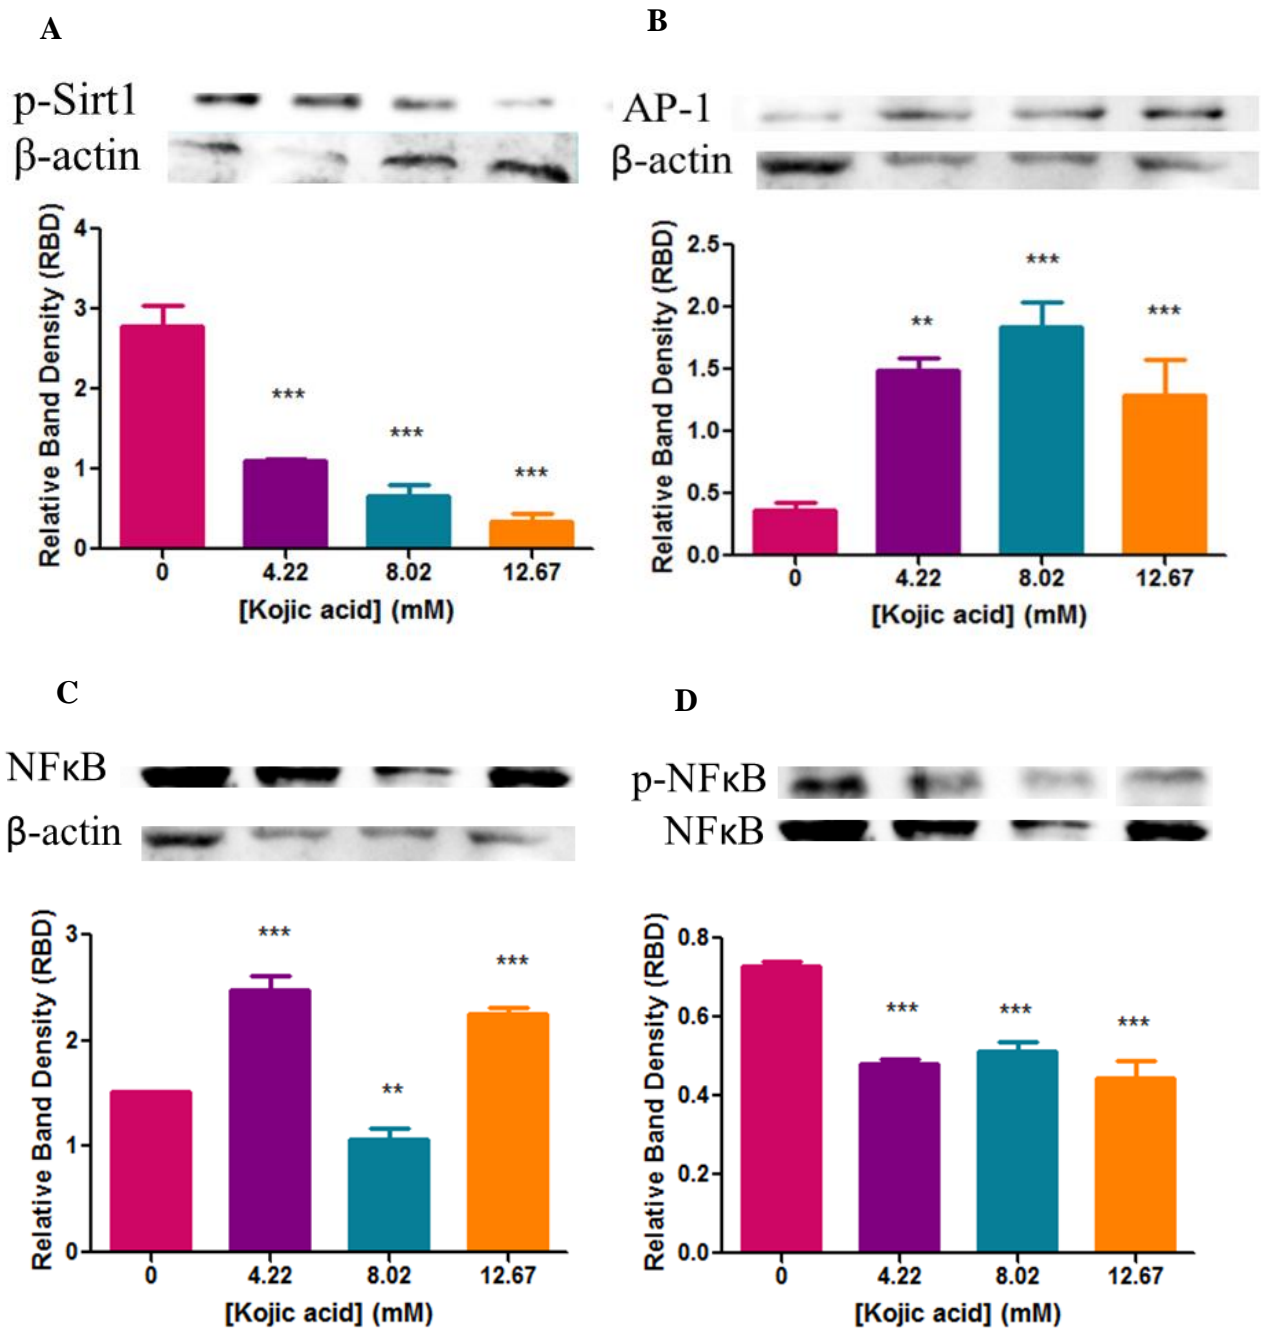 A
p-Sirt1
β-actin
Relative Band Density (RBD)
4
3
2
1
0
***
***
***
0 4.22 8.02 12.67
[Kojic acid] (mM)
B
AP-1
β-actin
Relative Band Density (RBD)
2.5
2.0
1.5
1.0
0.5
0.0
**
***
***
0 4.22 8.02 12.67
[Kojic acid] (mM)
C
NFκB
β-actin
Relative Band Density (RBD)
3
2
1
0
***
**
***
0 4.22 8.02 12.67
[Kojic acid] (mM)
D
p-NFκB
NFκB
Relative Band Density (RBD)
0.8
0.6
0.4
0.2
0.0
***
***
***
0 4.22 8.02 12.67
[Kojic acid] (mM)